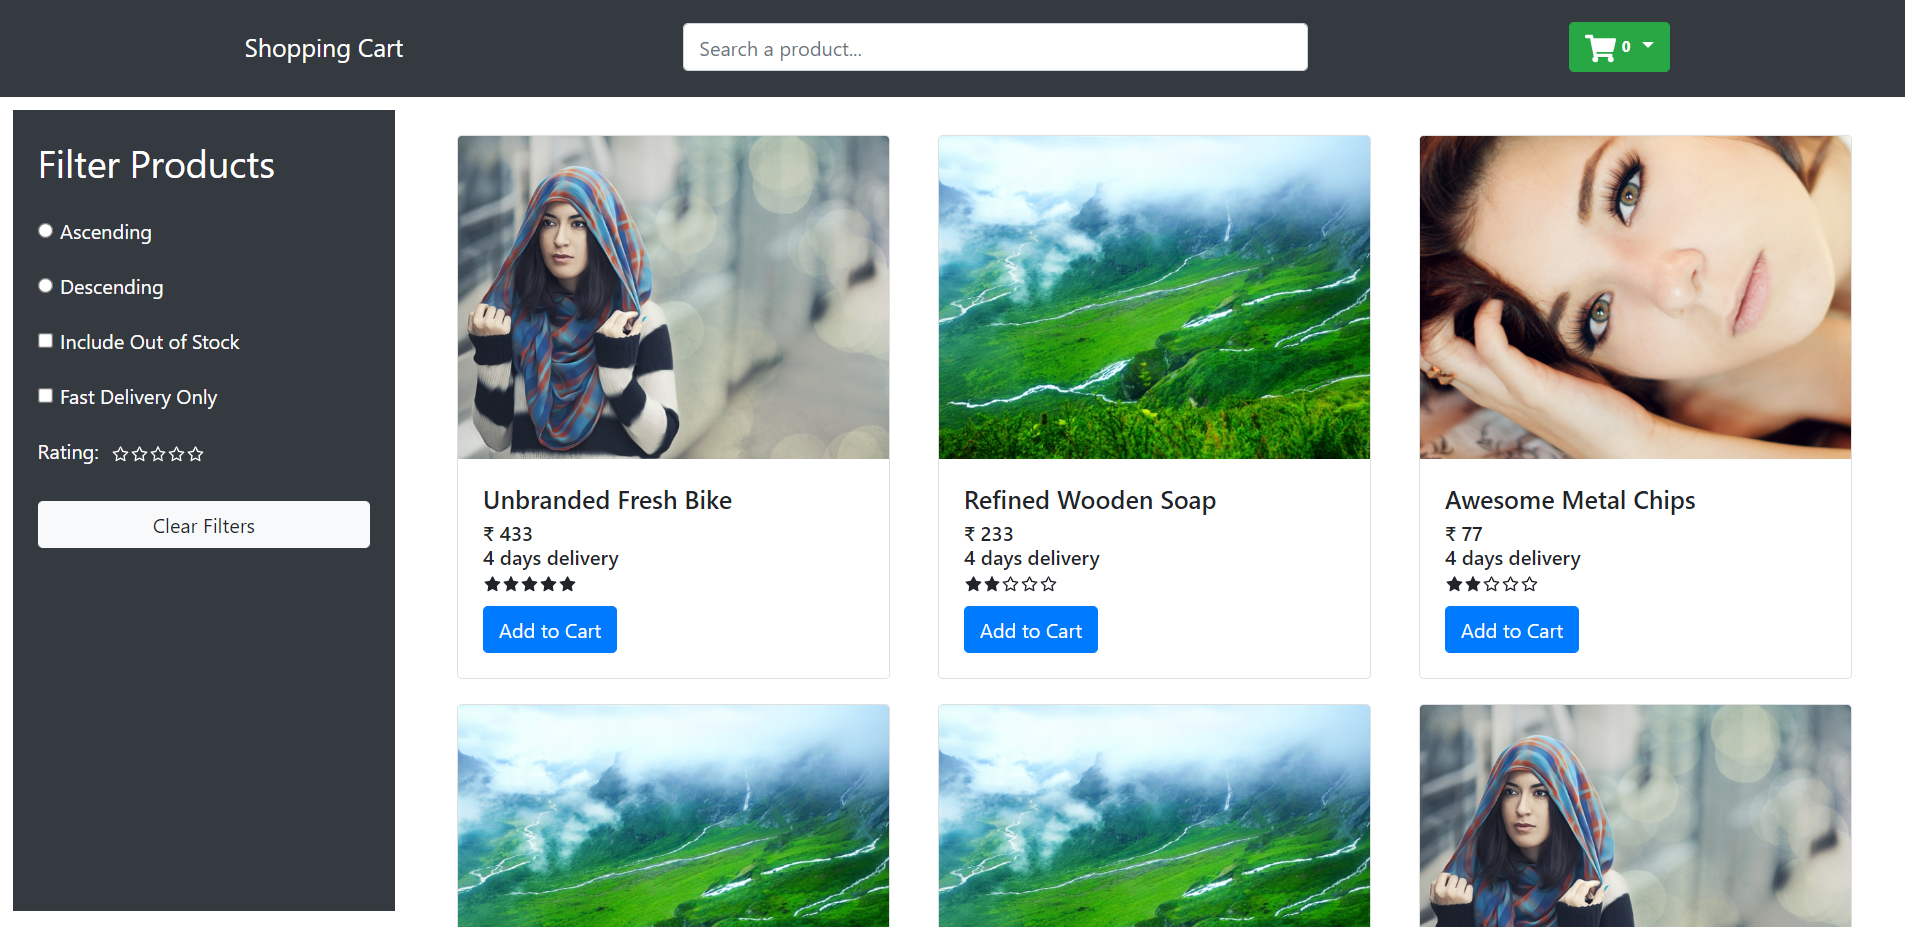 Shopping Cart
Search a product...
0
Filter Products
Ascending
Descending
Include Out of Stock
Fast Delivery Only
Rating:
Clear Filters
Unbranded Fresh Bike
₹ 433
4 days delivery
Add to Cart
Refined Wooden Soap
₹ 233
4 days delivery
Add to Cart
Awesome Metal Chips
₹ 77
4 days delivery
Add to Cart